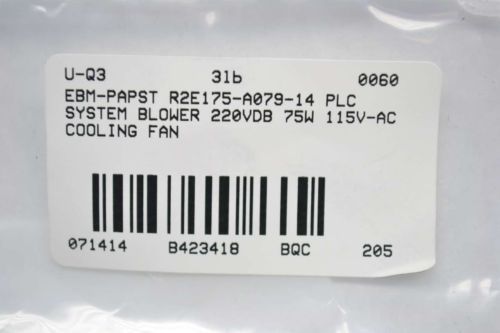 U-Q3 3lb 0060
EBM-PAPST R2E175-A079-14 PLC
SYSTEM BLOWER 220VDB 75W 115V-AC
COOLING FAN
071414 B423418 BQC 205